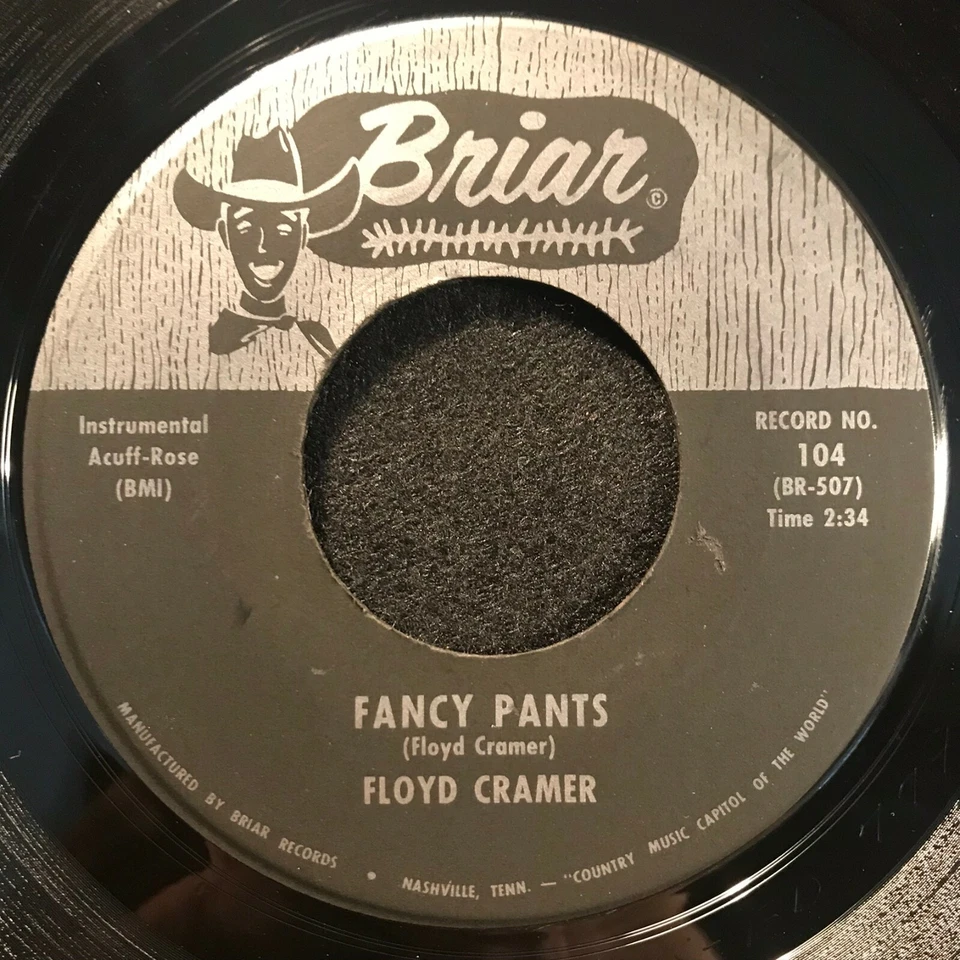 Briar ©
Instrumental
Acuff-Rose
(BMI)
RECORD NO.
104
(BR-507)
Time 2:34
FANCY PANTS
(Floyd Cramer)
FLOYD CRAMER
MANUFACTURED BY BRIAR RECORDS • NASHVILLE, TENN. — "COUNTRY MUSIC CAPITOL OF THE WORLD"